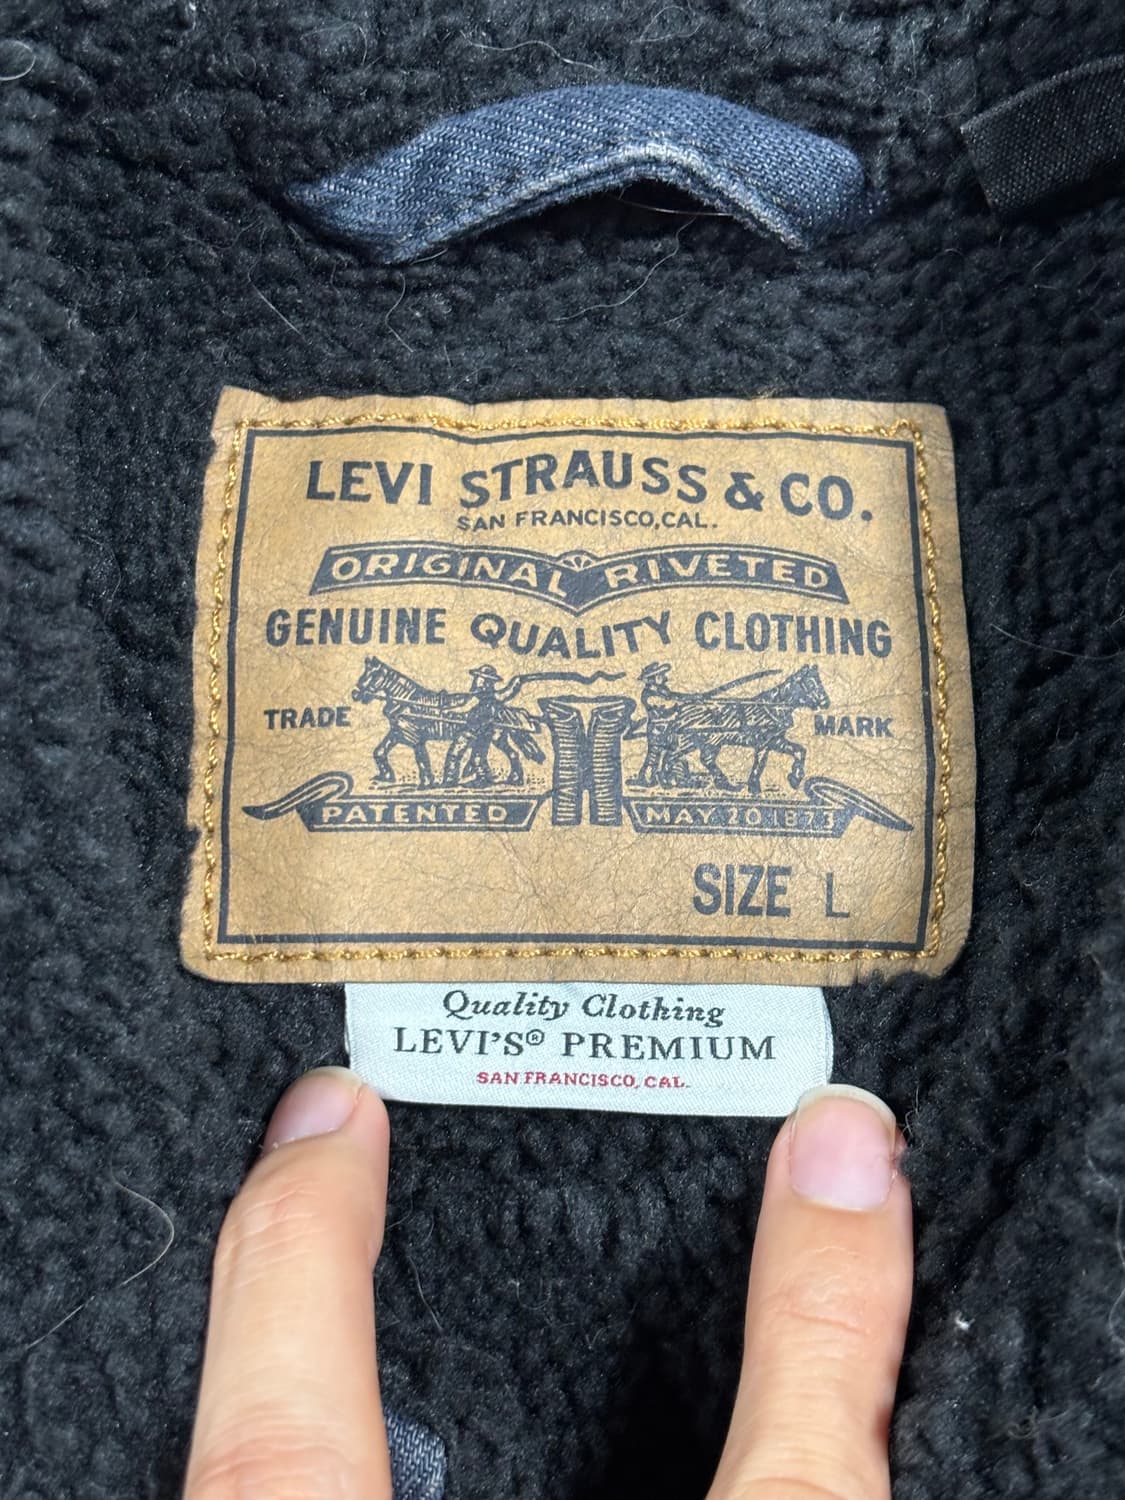 LEVI STRAUSS & CO.
SAN FRANCISCO, CAL.
ORIGINAL RIVETED
GENUINE QUALITY CLOTHING
TRADE MARK
PATENTED MAY 20 1873
SIZE L
Quality Clothing
LEVI'S® PREMIUM
SAN FRANCISCO, CAL.